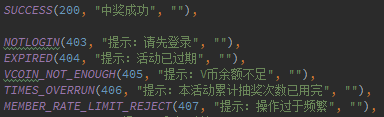 SUCCESS(200, "中奖成功", ""),
NOTLOGIN(403, "提示：请先登录", ""),
EXPIRED(404, "提示：活动已过期", ""),
VCOIN_NOT_ENOUGH(405, "提示：V币余额不足", ""),
TIMES_OVERRUN(406, "提示：本活动累计抽奖次数已用完", ""),
MEMBER_RATE_LIMIT_REJECT(407, "提示：操作过于频繁", ""),